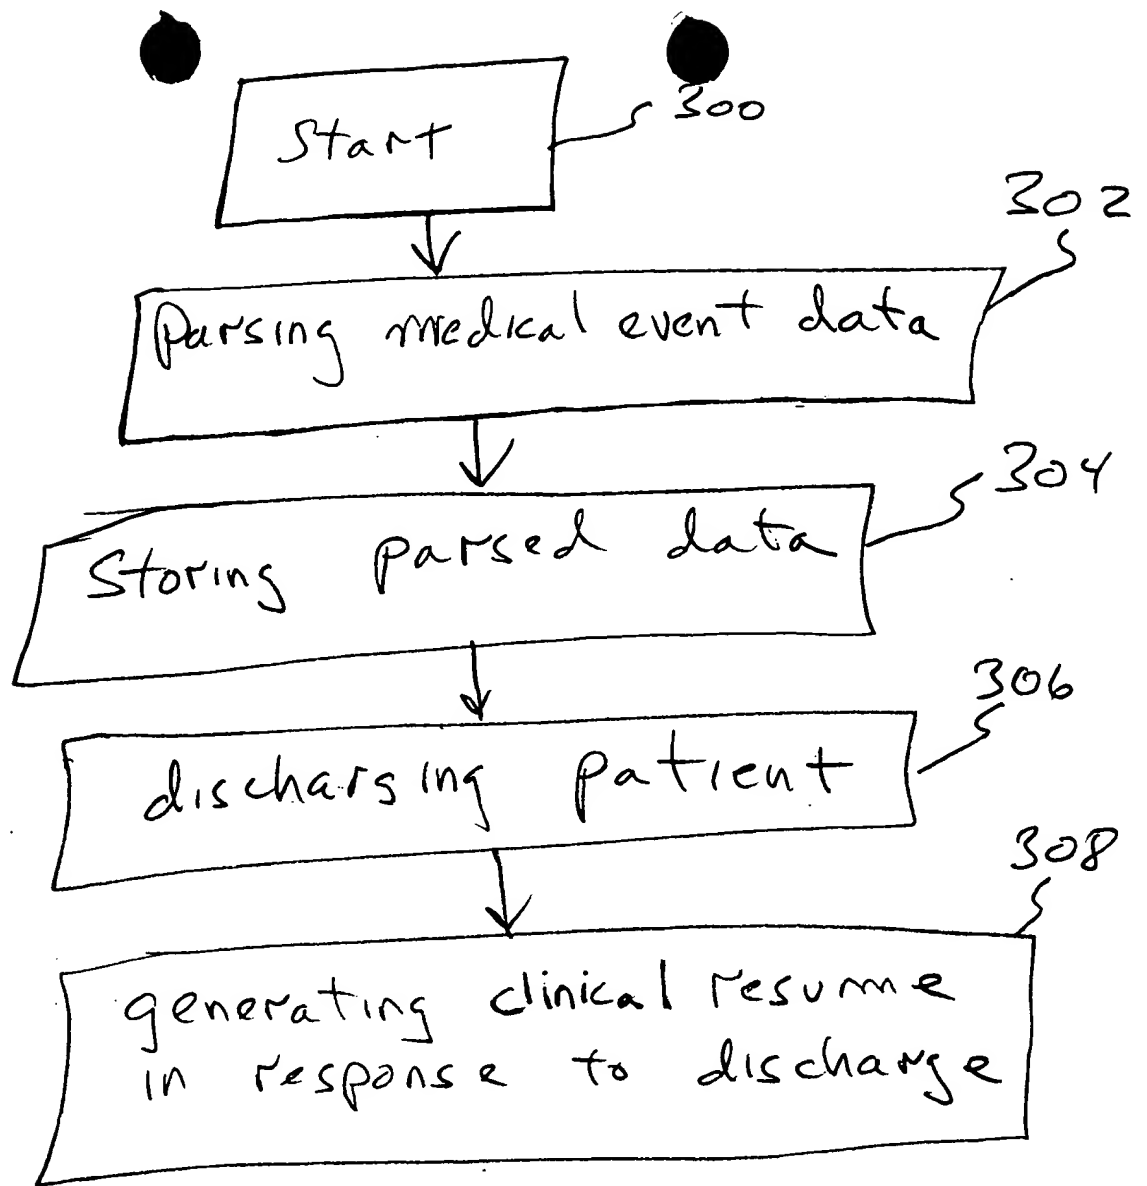 Start
300
302
Parsing medical event data
304
Storing parsed data
306
discharging patient
308
generating clinical resume
in response to discharge